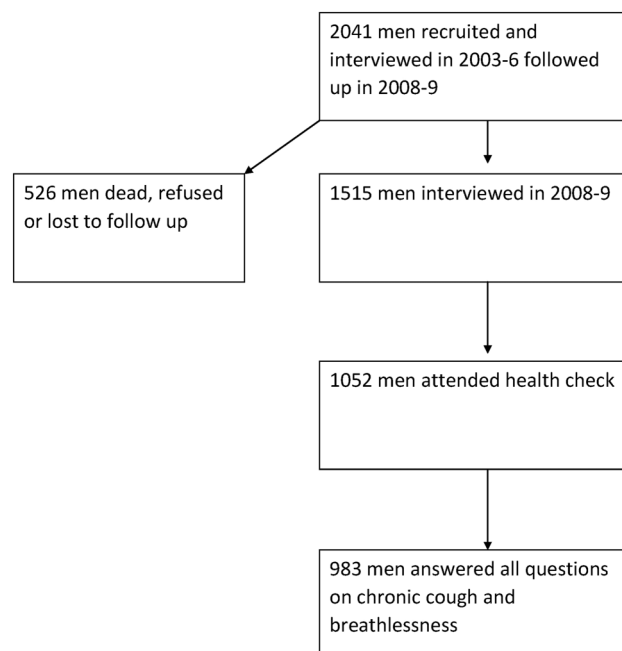 2041 men recruited and
interviewed in 2003-6 followed
up in 2008-9
526 men dead, refused
or lost to follow up
1515 men interviewed in 2008-9
1052 men attended health check
983 men answered all questions
on chronic cough and
breathlessness